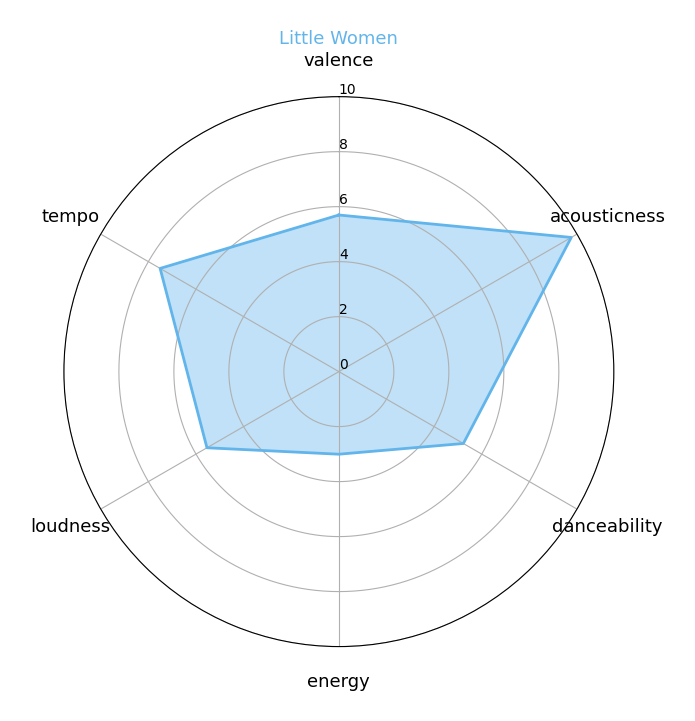 Little Women
valence
10
8
6
4
2
0
tempo
acousticness
loudness
danceability
energy